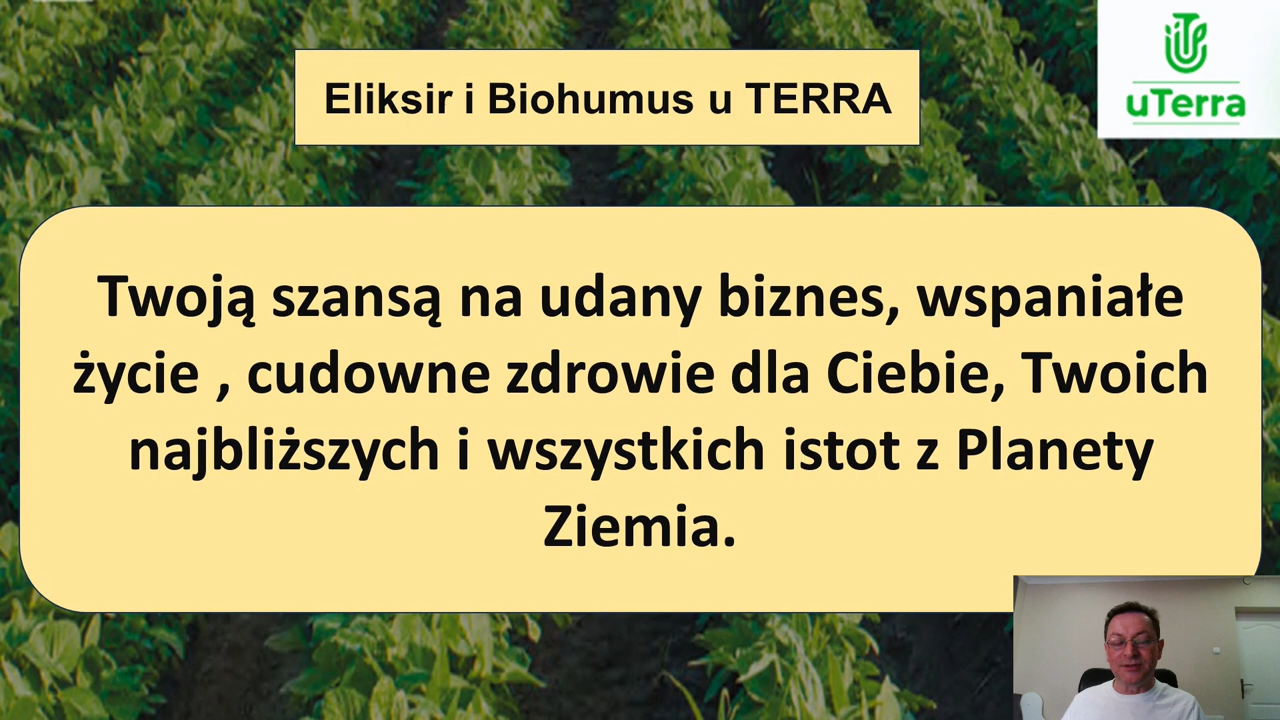 Eliksir i Biohumus u TERRA
uTerra
Twoją szansą na udany biznes, wspaniałe
życie , cudowne zdrowie dla Ciebie, Twoich
najbliższych i wszystkich istot z Planety
Ziemia.